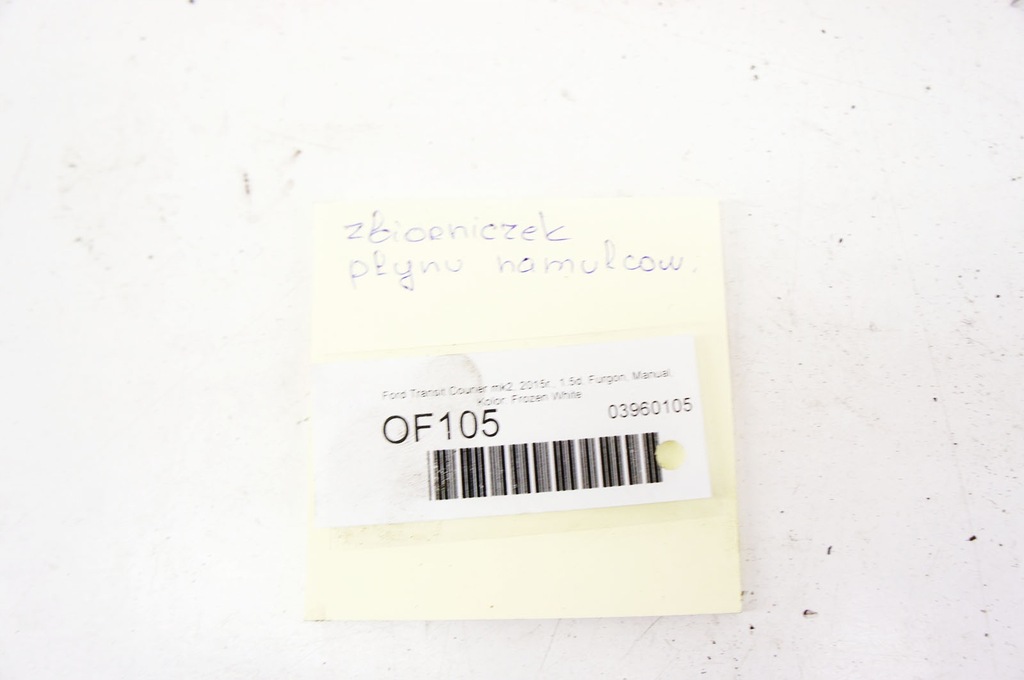 zbiorniczek
płynu hamulcow.
Ford Transit Courier mk2, 2015r., 1.5d, Furgon, Manual,
Kolor: Frozen White
OF105
03960105